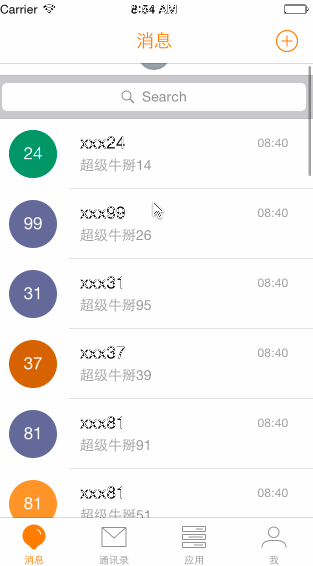 Carrier 8:54 AM
消息
Search
24 xxx24 08:40
超级牛掰14
99 xxx99 08:40
超级牛掰26
31 xxx31 08:40
超级牛掰95
37 xxx37 08:40
超级牛掰39
81 xxx81 08:40
超级牛掰91
81 xxx81 08:40
超级牛掰51
消息 通讯录 应用 我